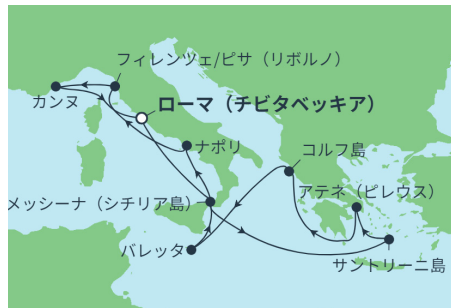 フィレンツェ/ピサ（リボルノ）
カンヌ
ローマ（チビタベッキア）
ナポリ
コルフ島
アテネ（ピレウス）
メッシーナ（シチリア島）
バレッタ
サントリーニ島